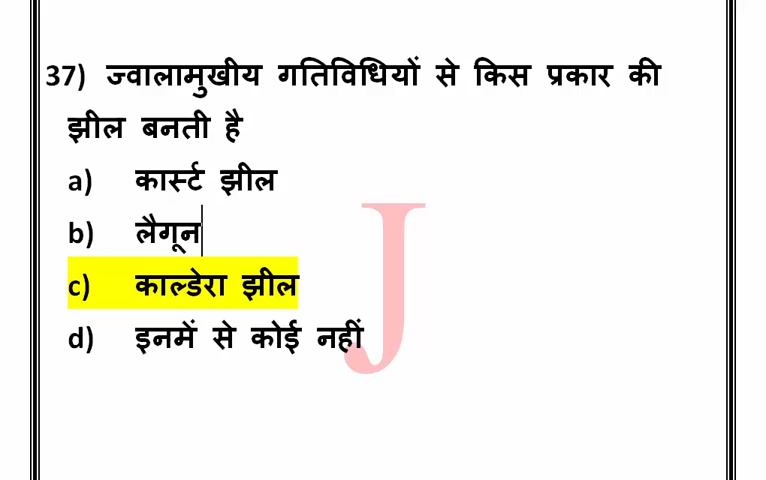 37) ज्वालामुखीय गतिविधियों से किस प्रकार की
झील बनती है
a) कार्स्ट झील
b) लैगून
c) काल्डेरा झील
d) इनमें से कोई नहीं
J